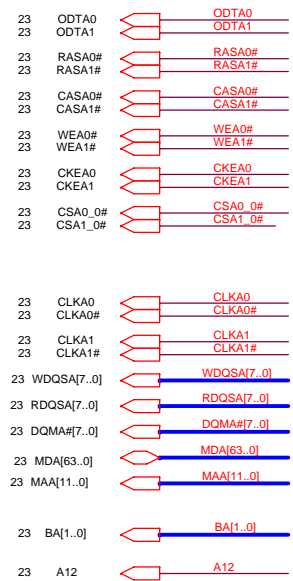 23 ODTA0 ODTA0
23 ODTA1 ODTA1
23 RASA0# RASA0#
23 RASA1# RASA1#
23 CASA0# CASA0#
23 CASA1# CASA1#
23 WEA0# WEA0#
23 WEA1# WEA1#
23 CKEA0 CKEA0
23 CKEA1 CKEA1
23 CSA0_0# CSA0_0#
23 CSA1_0# CSA1_0#
23 CLKA0 CLKA0
23 CLKA0# CLKA0#
23 CLKA1 CLKA1
23 CLKA1# CLKA1#
23 WDQSA[7..0] WDQSA[7..0]
23 RDQSA[7..0] RDQSA[7..0]
23 DQMA#[7..0] DQMA#[7..0]
23 MDA[63..0] MDA[63..0]
23 MAA[11..0] MAA[11..0]
23 BA[1..0] BA[1..0]
23 A12 A12